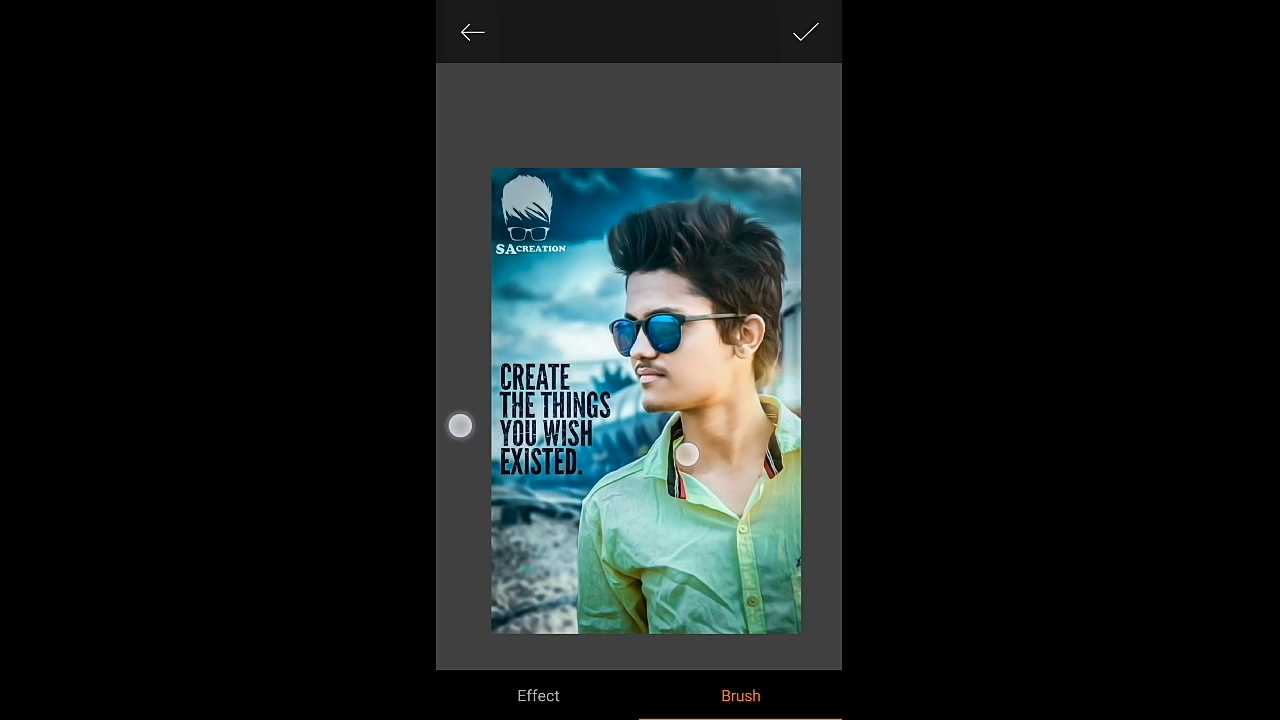 SACREATION
CREATE
THE THINGS
YOU WISH
EXISTED.
Effect
Brush